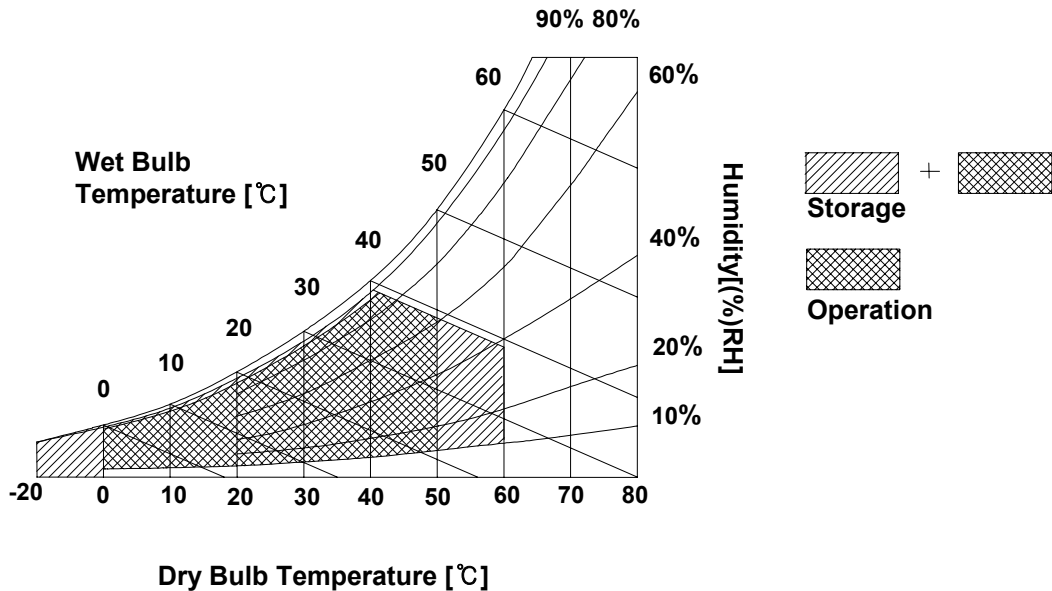 90% 80%
60
60%
50
Wet Bulb
Temperature [℃]
+
Storage
40
40%
30
Humidity[(%)RH]
Operation
20
20%
10
10%
0
-20 0 10 20 30 40 50 60 70 80
Dry Bulb Temperature [℃]